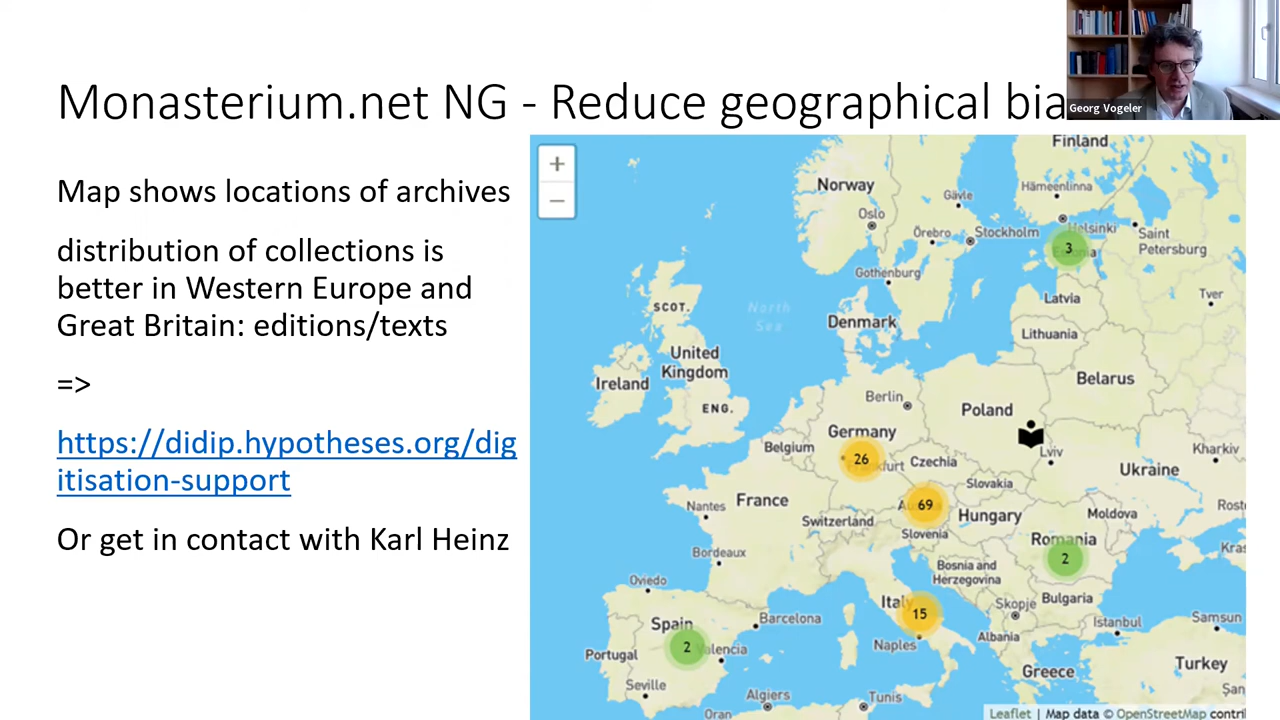 Monasterium.net NG - Reduce geographical bia
Georg Vogeler
Map shows locations of archives
distribution of collections is
better in Western Europe and
Great Britain: editions/texts
=>
https://didip.hypotheses.org/dig
itisation-support
Or get in contact with Karl Heinz
+
−
Finland
Norway
Gävle
Hämeenlinna
Oslo
Örebro
Stockholm
Helsinki
Saint
Petersburg
3
Gothenburg
SCOT.
North
Sea
Latvia
Tver
Denmark
Lithuania
United
Kingdom
Ireland
Belarus
Berlin
ENG.
Poland
Germany
Belgium
26
Czechia
Lviv
Kharkiv
Ukraine
Slovakia
France
Nantes
69
Switzerland
Hungary
Moldova
Slovenia
Romania
Bordeaux
2
Bosnia and
Herzegovina
Oviedo
Italy
15
Skopje
Bulgaria
Barcelona
Istanbul
Samsun
Spain
Naples
Albania
2
Portugal
Greece
Turkey
Seville
Algiers
Tunis
Oran
Leaflet | Map data © OpenStreetMap contri